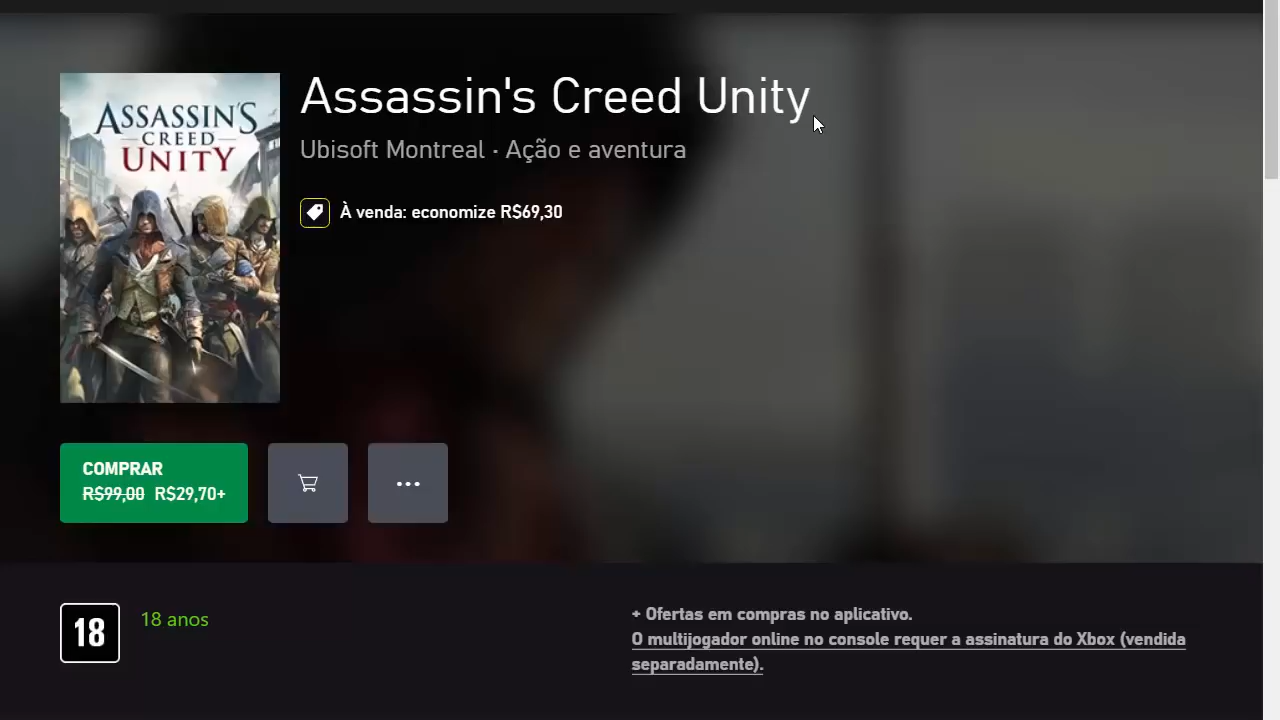 Assassin's Creed Unity
Ubisoft Montreal · Ação e aventura
À venda: economize R$69,30
ASSASSIN'S
CREED
UNITY
COMPRAR
R$99,00 R$29,70+
18
18 anos
+ Ofertas em compras no aplicativo.
O multijogador online no console requer a assinatura do Xbox (vendida
separadamente).